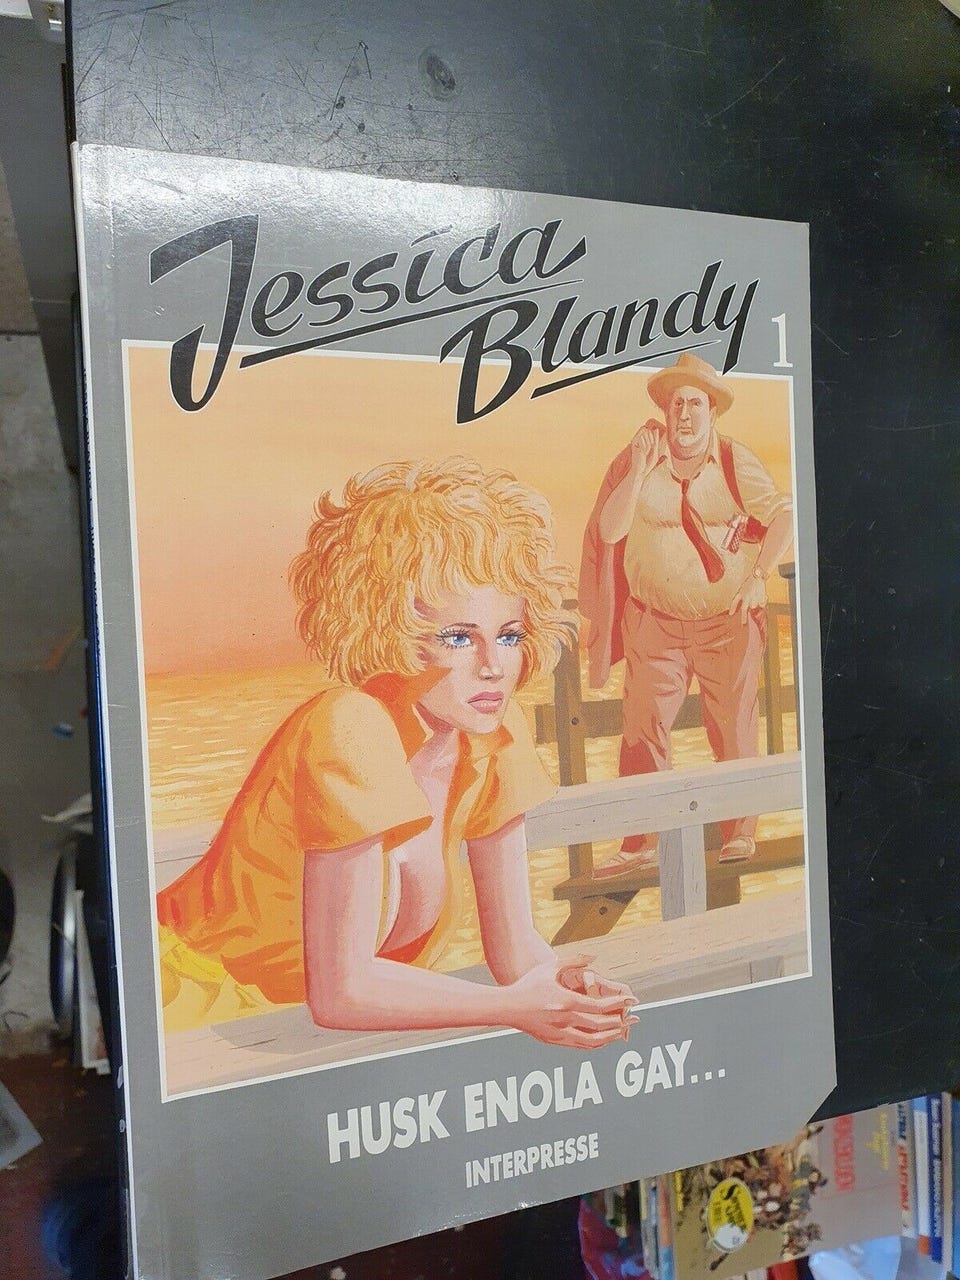 Jessica
Blandy
1
HUSK ENOLA GAY...
INTERPRESSE